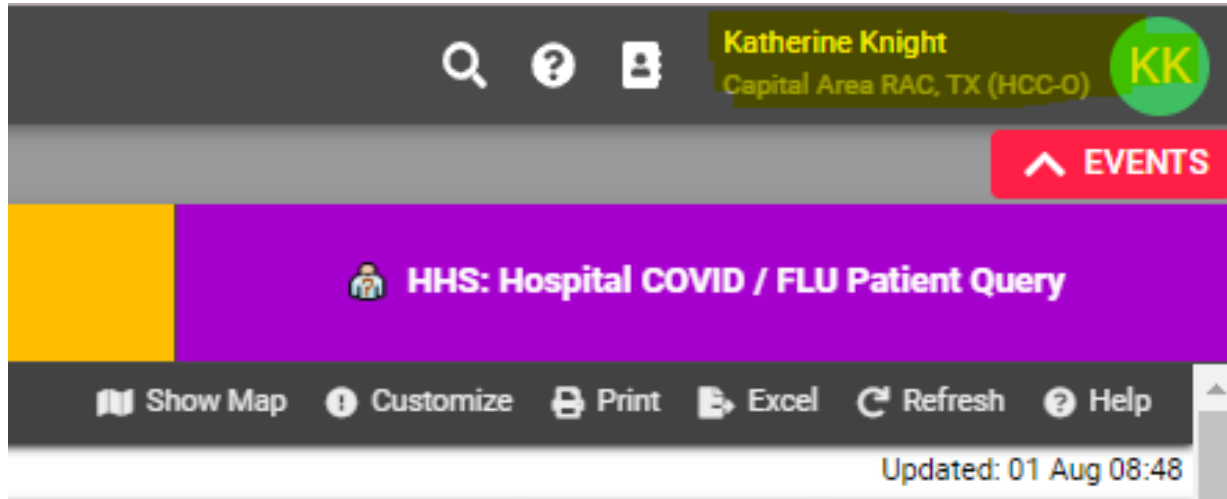 Katherine Knight
Capital Area RAC, TX (HCC-O)
KK
EVENTS
HHS: Hospital COVID / FLU Patient Query
Show Map Customize Print Excel Refresh Help
Updated: 01 Aug 08:48